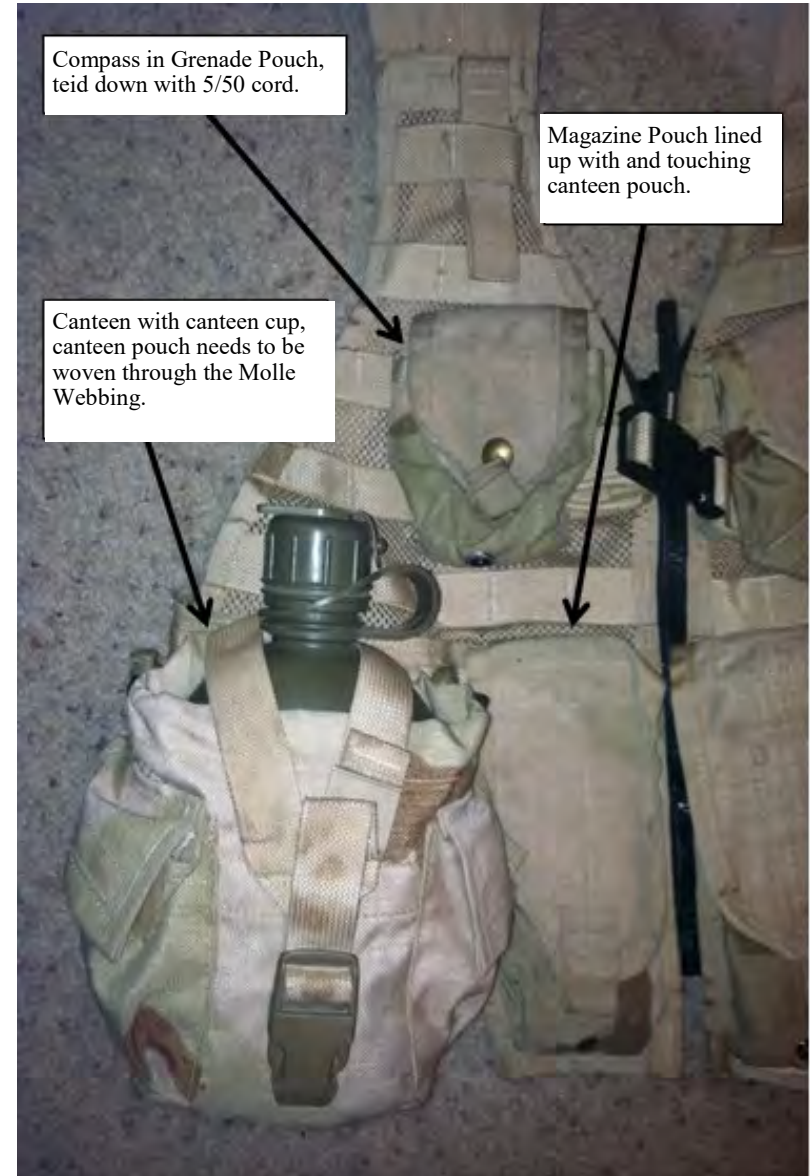 Compass in Grenade Pouch,
teid down with 5/50 cord.
Magazine Pouch lined
up with and touching
canteen pouch.
Canteen with canteen cup,
canteen pouch needs to be
woven through the Molle
Webbing.